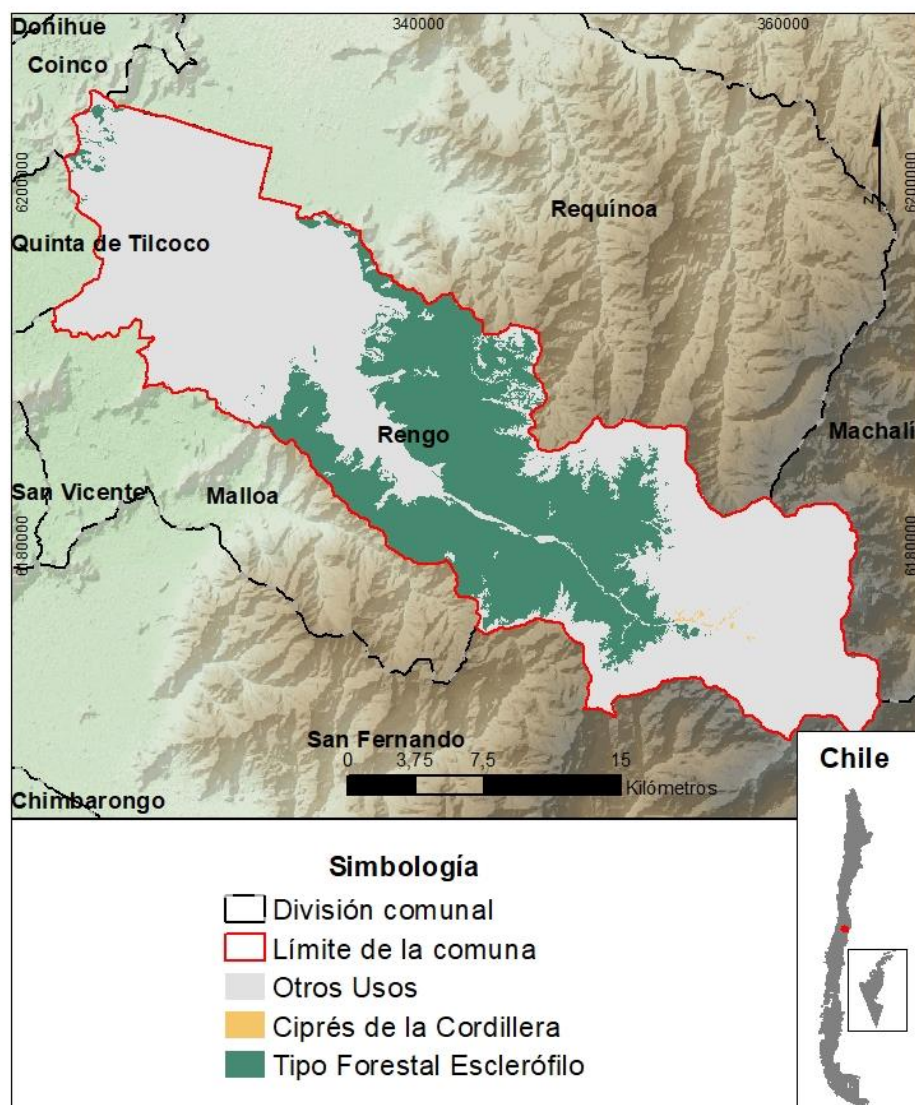 Doñihue
340000
360000
Coinco
6200000
6200000
N
Requínoa
Quinta de Tilcoco
Rengo
Machalí
San Vicente
Malloa
6180000
6180000
San Fernando
0 3,75 7,5 15
Kilómetros
Chimbarongo
Chile
Simbología
División comunal
Límite de la comuna
Otros Usos
Ciprés de la Cordillera
Tipo Forestal Esclerófilo